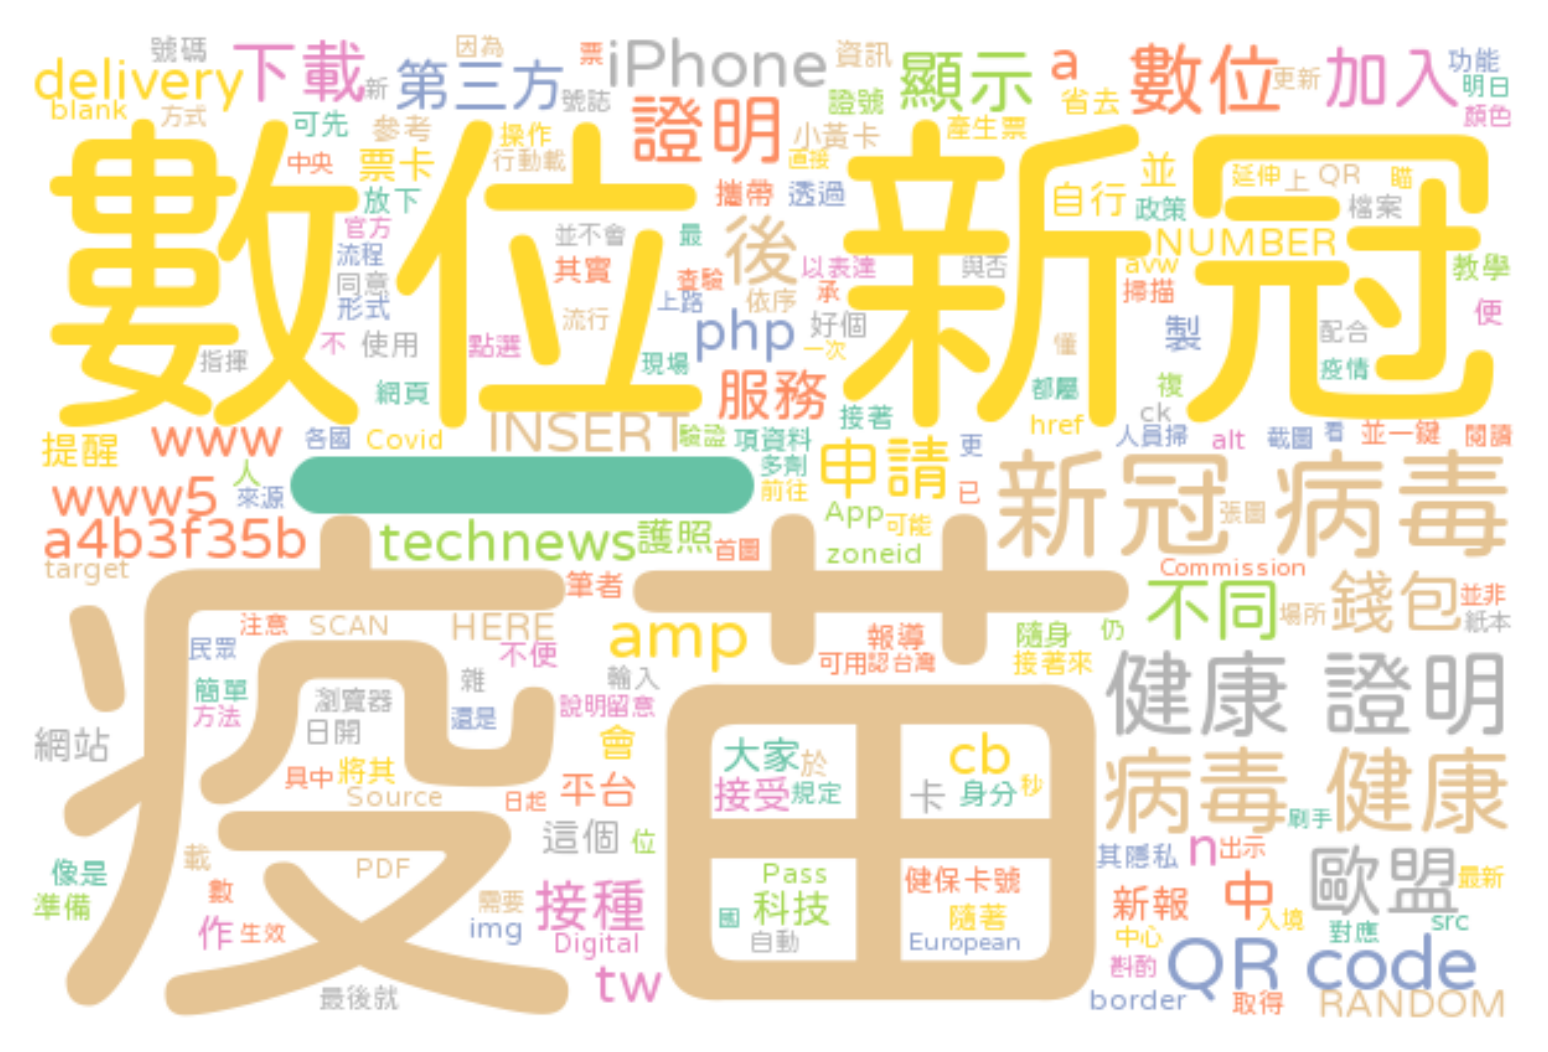 號碼 下載 因為 票 iPhone 資訊 顯示 a 數位 更新 加入 功能
delivery 新 第三方 號誌 證號 省去 明日
blank 方式 可先 參考 操作 證明 小黃卡 產生票 顏色
中央 票卡 行動載 直接 並 延伸 上 QR 瞄
數位 新冠
放下 攜帶 透過 自行 政策 檔案
官方 並不會 最 後 NUMBER
流程 其實 查驗 以表達 與否 avw 教學
同意 上路 依序 承 掃描
形式 流行 php 好個 製 配合 便
不 使用 點選 一次 懂
指揮 現場 疫情
網頁 服務 都屬 複
接著 href ck
提醒 www 各國 Covid INSERT 驗證 項資料 申請 更 人員掃 alt 截圖 看 並一鍵 閱讀
人 多劑
www5 來源 一 前往 已 新冠 病毒
App 可能 張圖
a4b3f35b technews 護照 首圖 zoneid
target 疫苗 Commission
筆者 不同 場所 錢包 並非
注意 SCAN HERE amp 報導 隨身 仍 紙本
民眾 不便 可用 認 台灣 接著來
簡單 瀏覽器 雜 輸入 健康 證明
方法 還是 說明 留意
網站 日開 會 大家 於 cb
具中 將其 平台 接受 規定 卡 身分 秒 病毒 健康
Source 日起 刷手
這個 位 其隱私 n 出示
像是 載 PDF Pass 健保卡號 歐盟 最新
準備 數 需要 接種 國 科技 隨著 新報 中 入境
作 生效 img Digital 自動 European 中心 對應 src
tw 斟酌 QR code
最後就 border 取得 RANDOM